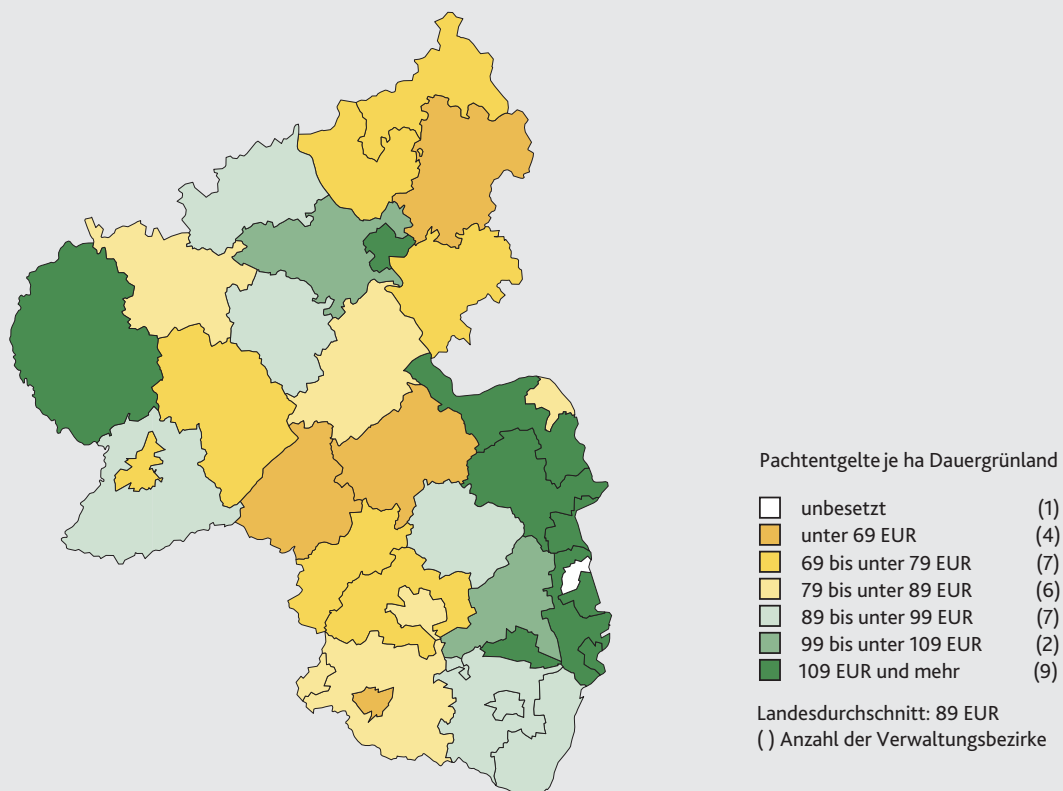 Pachtentgelte je ha Dauergrünland
unbesetzt (1)
unter 69 EUR (4)
69 bis unter 79 EUR (7)
79 bis unter 89 EUR (6)
89 bis unter 99 EUR (7)
99 bis unter 109 EUR (2)
109 EUR und mehr (9)
Landesdurchschnitt: 89 EUR
( ) Anzahl der Verwaltungsbezirke